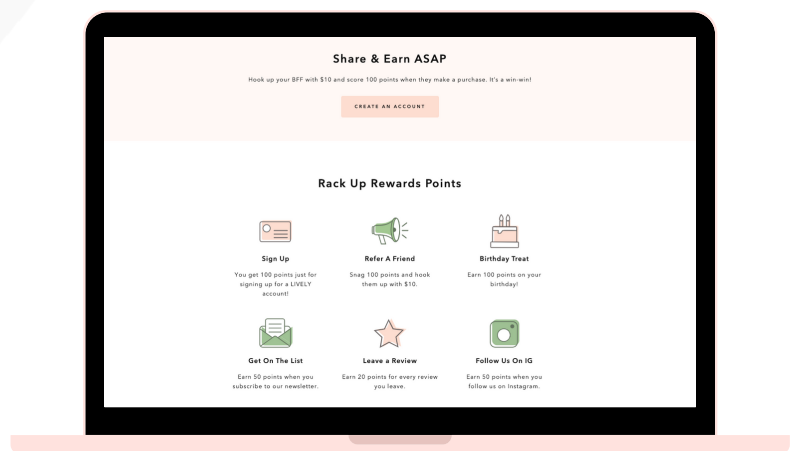 Share & Earn ASAP
Hook up your BFF with $10 and score 100 points when they make a purchase. It's a win-win!
CREATE AN ACCOUNT
Rack Up Rewards Points
Sign Up
You get 100 points just for
signing up for a LIVELY
account!
Refer A Friend
Snag 100 points and hook
them up with $10.
Birthday Treat
Earn 100 points on your
birthday!
Get On The List
Earn 50 points when you
subscribe to our newsletter.
Leave a Review
Earn 20 points for every review
you leave.
Follow Us On IG
Earn 50 points when you
follow us on Instagram.